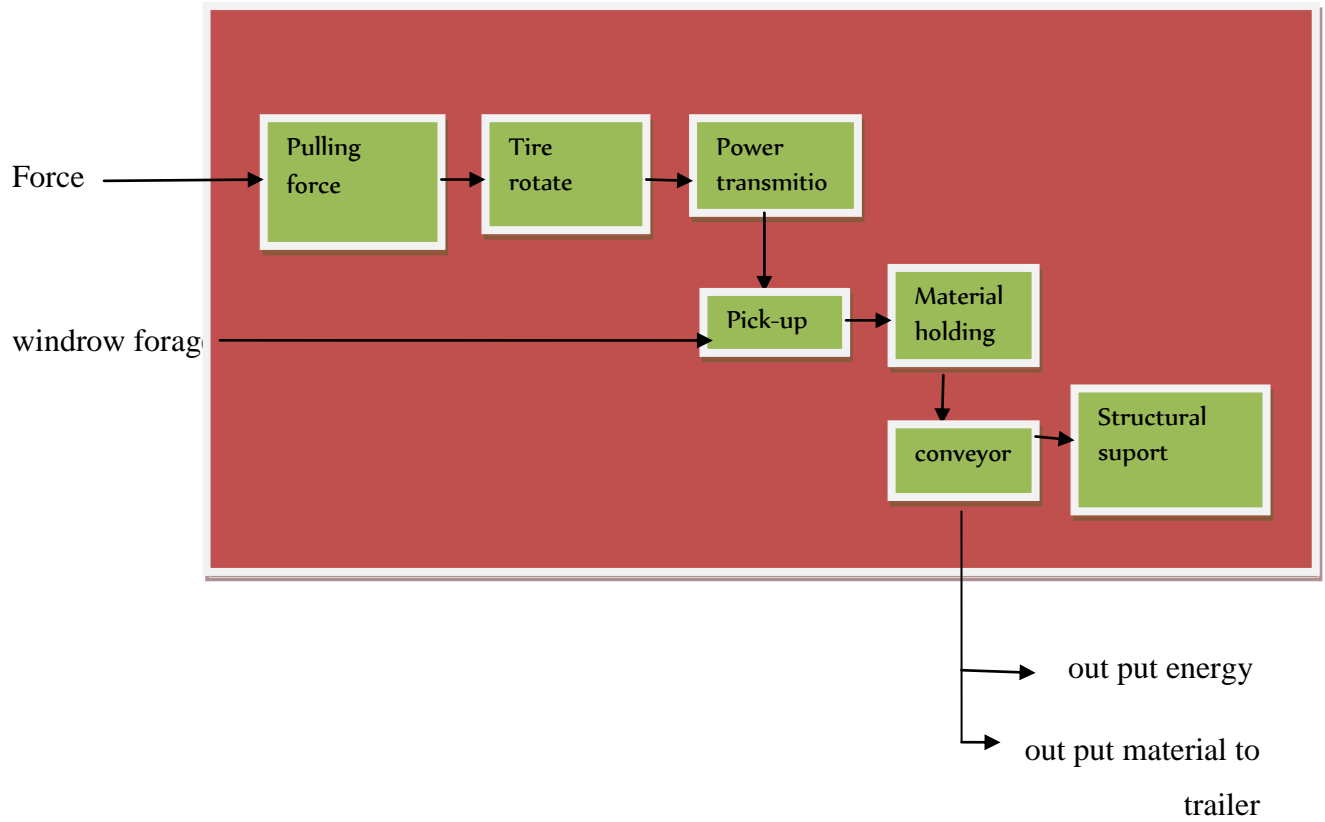 Force
Pulling
force
Tire
rotate
Power
transmitio
windrow forage
Pick-up
Material
holding
conveyor
Structural
suport
out put energy
out put material to
trailer